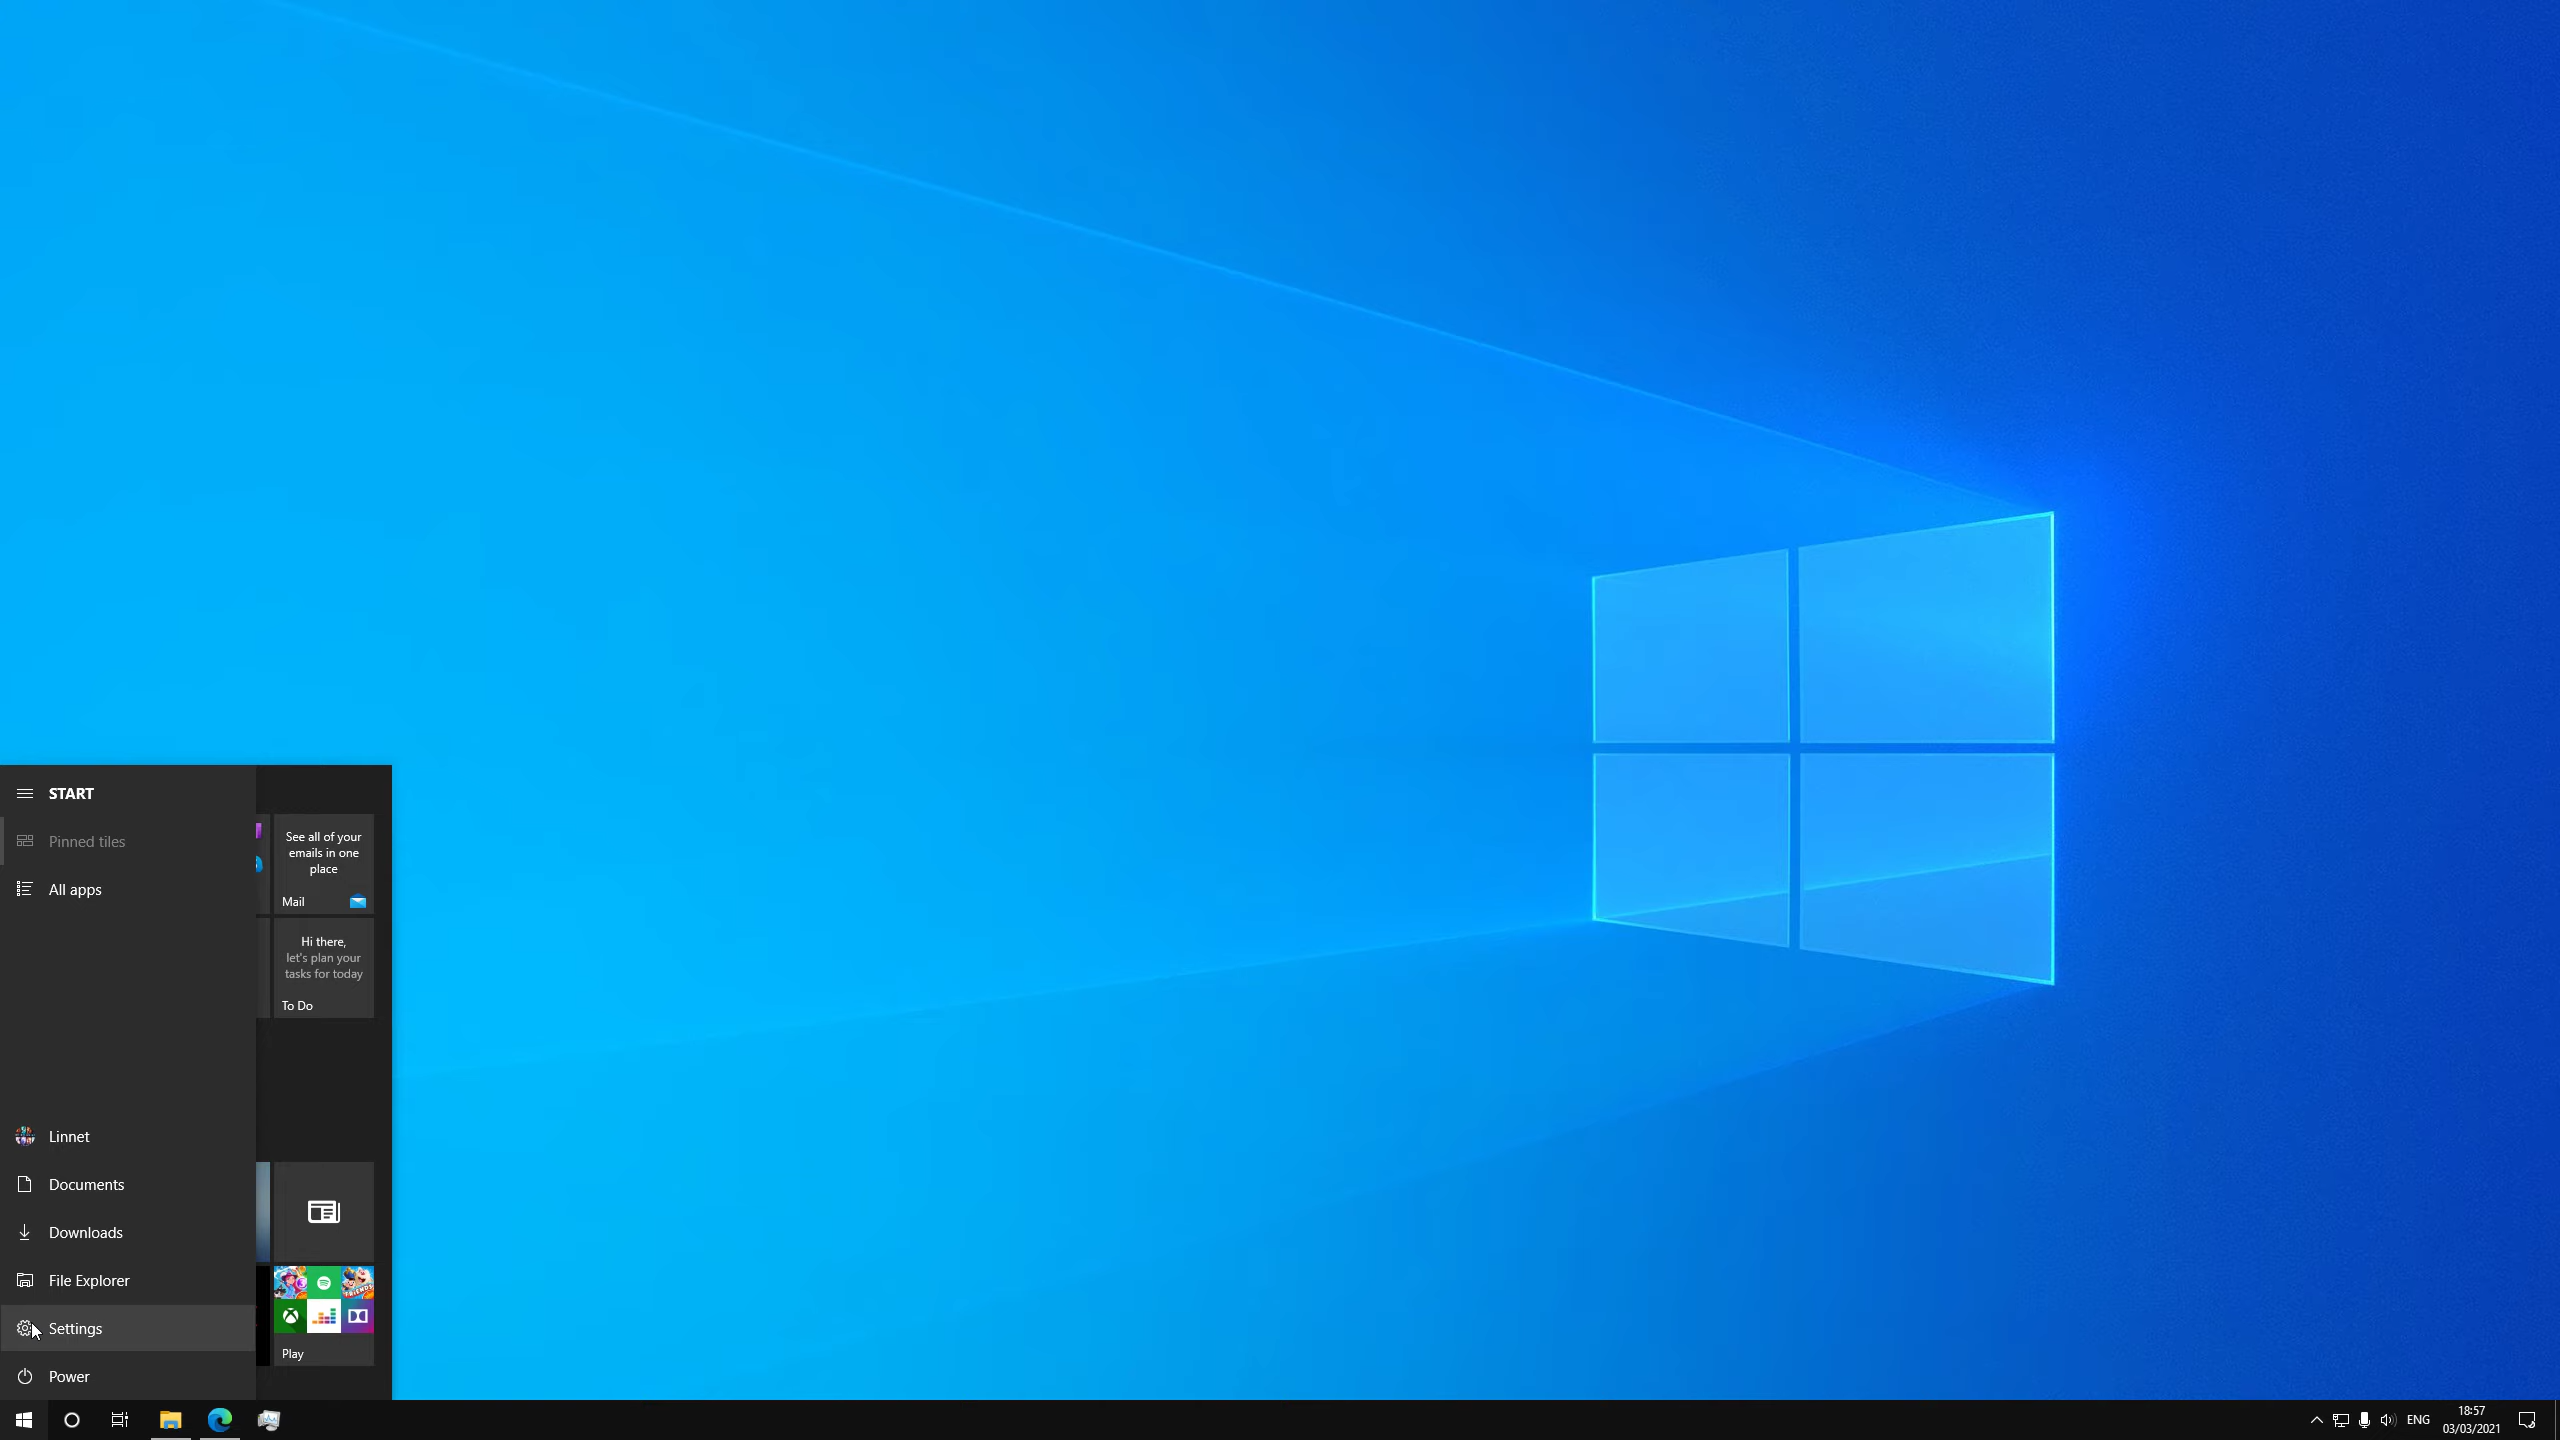 START
Pinned tiles
All apps
See all of your
emails in one
place
Mail
Hi there,
let's plan your
tasks for today
To Do
Linnet
Documents
Downloads
File Explorer
Settings
Power
Play
ENG
18:57
03/03/2021